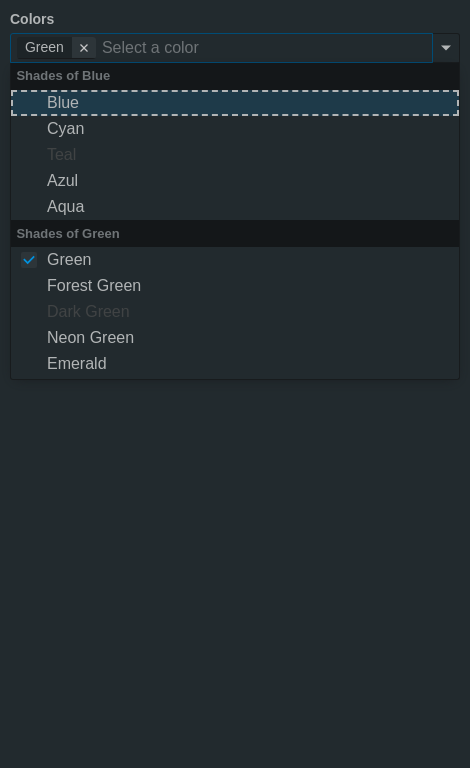 Colors
Green Select a color
Shades of Blue
Blue
Cyan
Teal
Azul
Aqua
Shades of Green
Green
Forest Green
Dark Green
Neon Green
Emerald